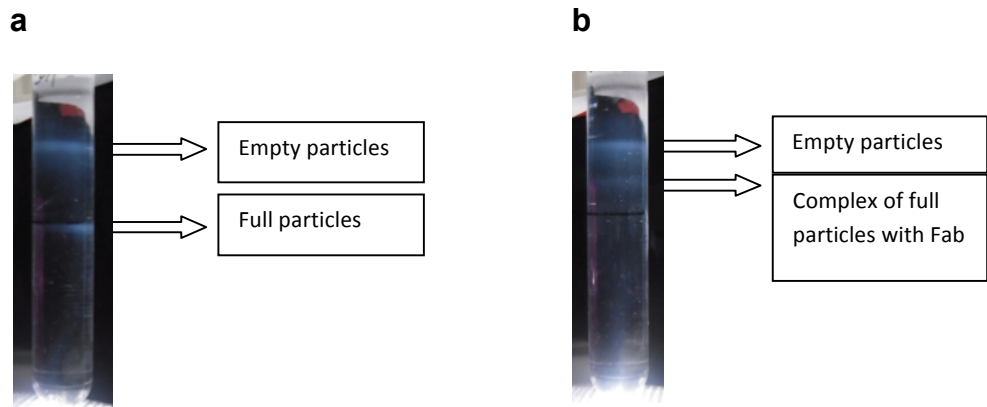 a
b
Empty particles
Full particles
Empty particles
Complex of full
particles with Fab